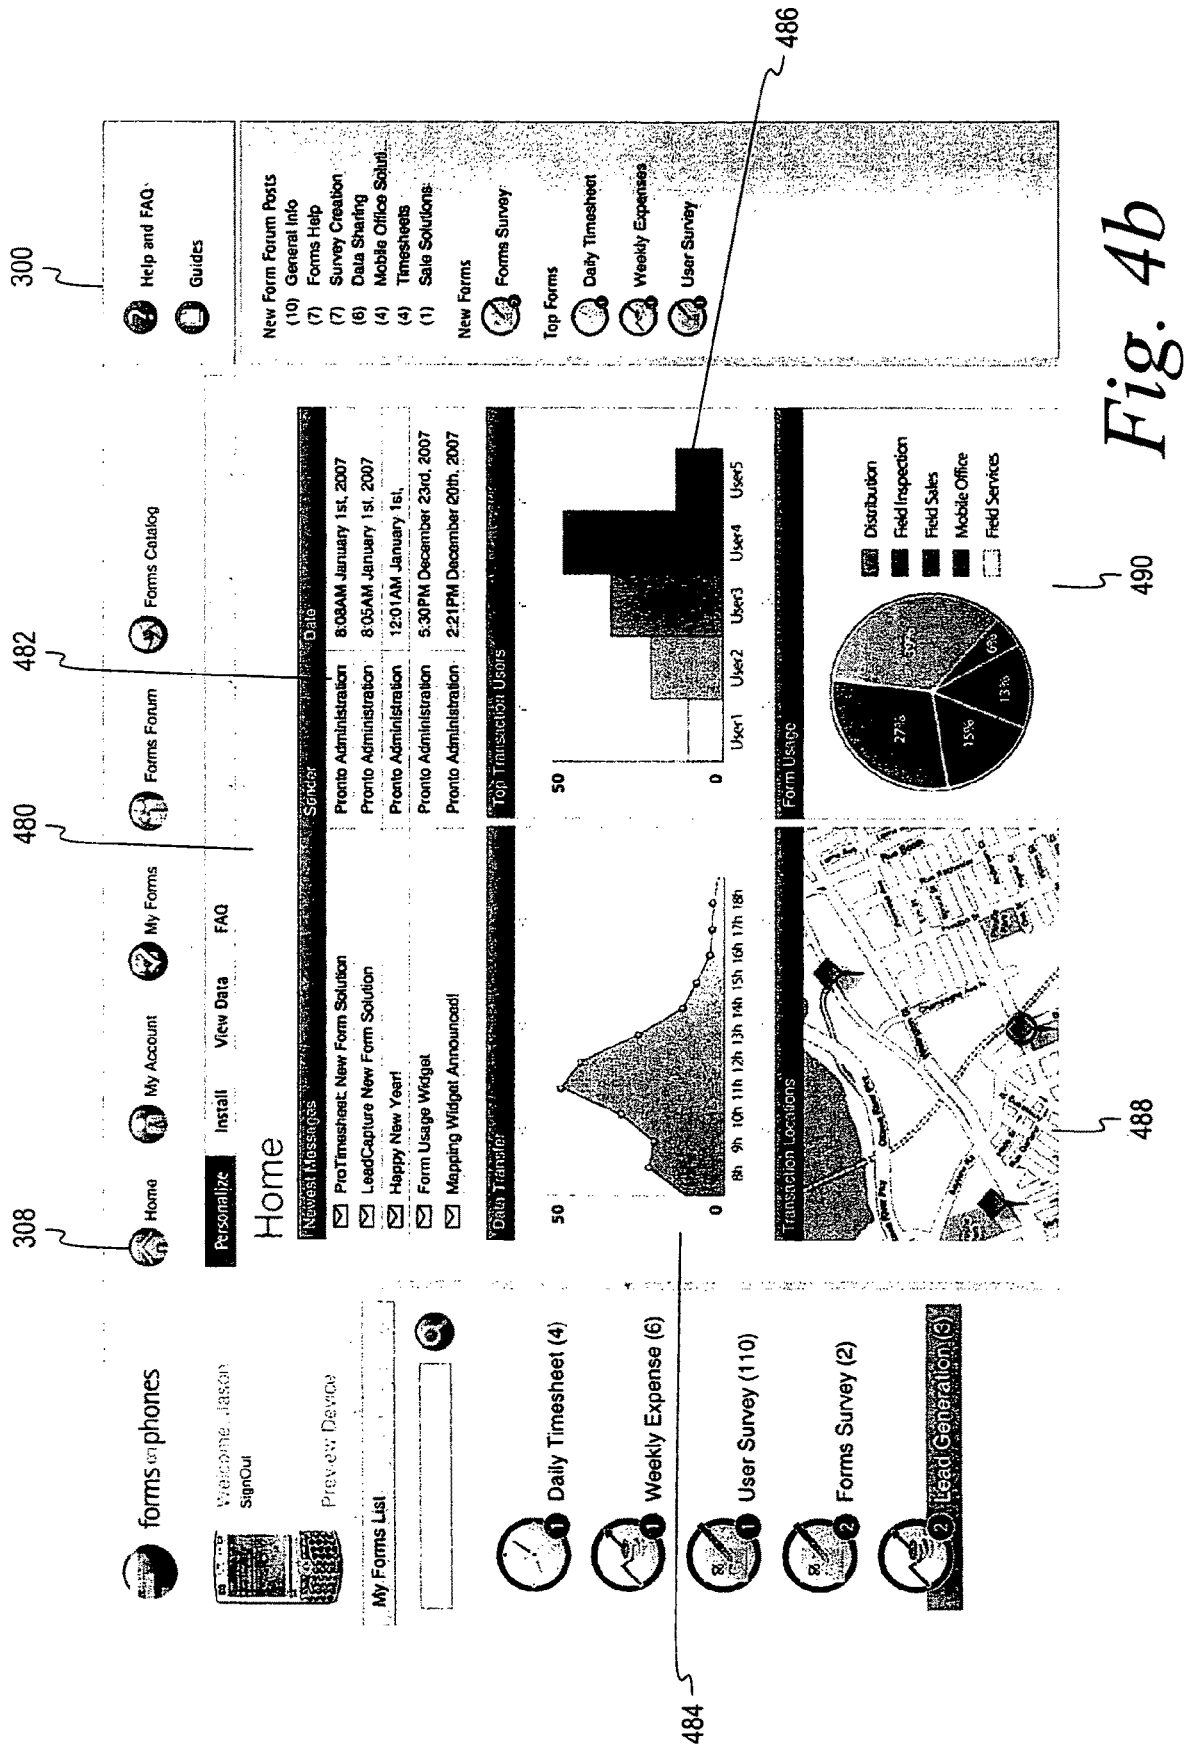 300
482
480
308
forms on phones
Home
My Account
My Forms
Forms Forum
Forms Catalog
Help and FAQ
Guides
Welcome, Jason
SignOut
Preview Device
My Forms List
Daily Timesheet (4)
1
Weekly Expense (6)
1
User Survey (110)
1
Forms Survey (2)
2
Lead Generation (3)
2
Personalize Install View Data FAQ
Home
Newest Messages Sender Date
ProTimesheet: New Form Solution Pronto Administration 8:08AM January 1st, 2007
LeadCapture New Form Solution Pronto Administration 8:05AM January 1st, 2007
Happy New Year! Pronto Administration 12:01AM January 1st,
Form Usage Widget Pronto Administration 5:30PM December 23rd, 2007
Mapping Widget Announced! Pronto Administration 2:21PM December 20th, 2007
Data Transfer
50
0
8h 9h 10h 11h 12h 13h 14h 15h 16h 17h 18h
Top Transaction Users
50
0
User1 User2 User3 User4 User5
Transaction Locations
Form Usage
27%
15%
13%
6%
Distribution
Field Inspection
Field Sales
Mobile Office
Field Services
New Form Forum Posts
(10) General Info
(7) Forms Help
(7) Survey Creation
(6) Data Sharing
(4) Mobile Office Soluti...
(4) Timesheets
(1) Sale Solutions
New Forms
Forms Survey
Top Forms
Daily Timesheet
Weekly Expenses
User Survey
484
488
490
486
Fig. 4b